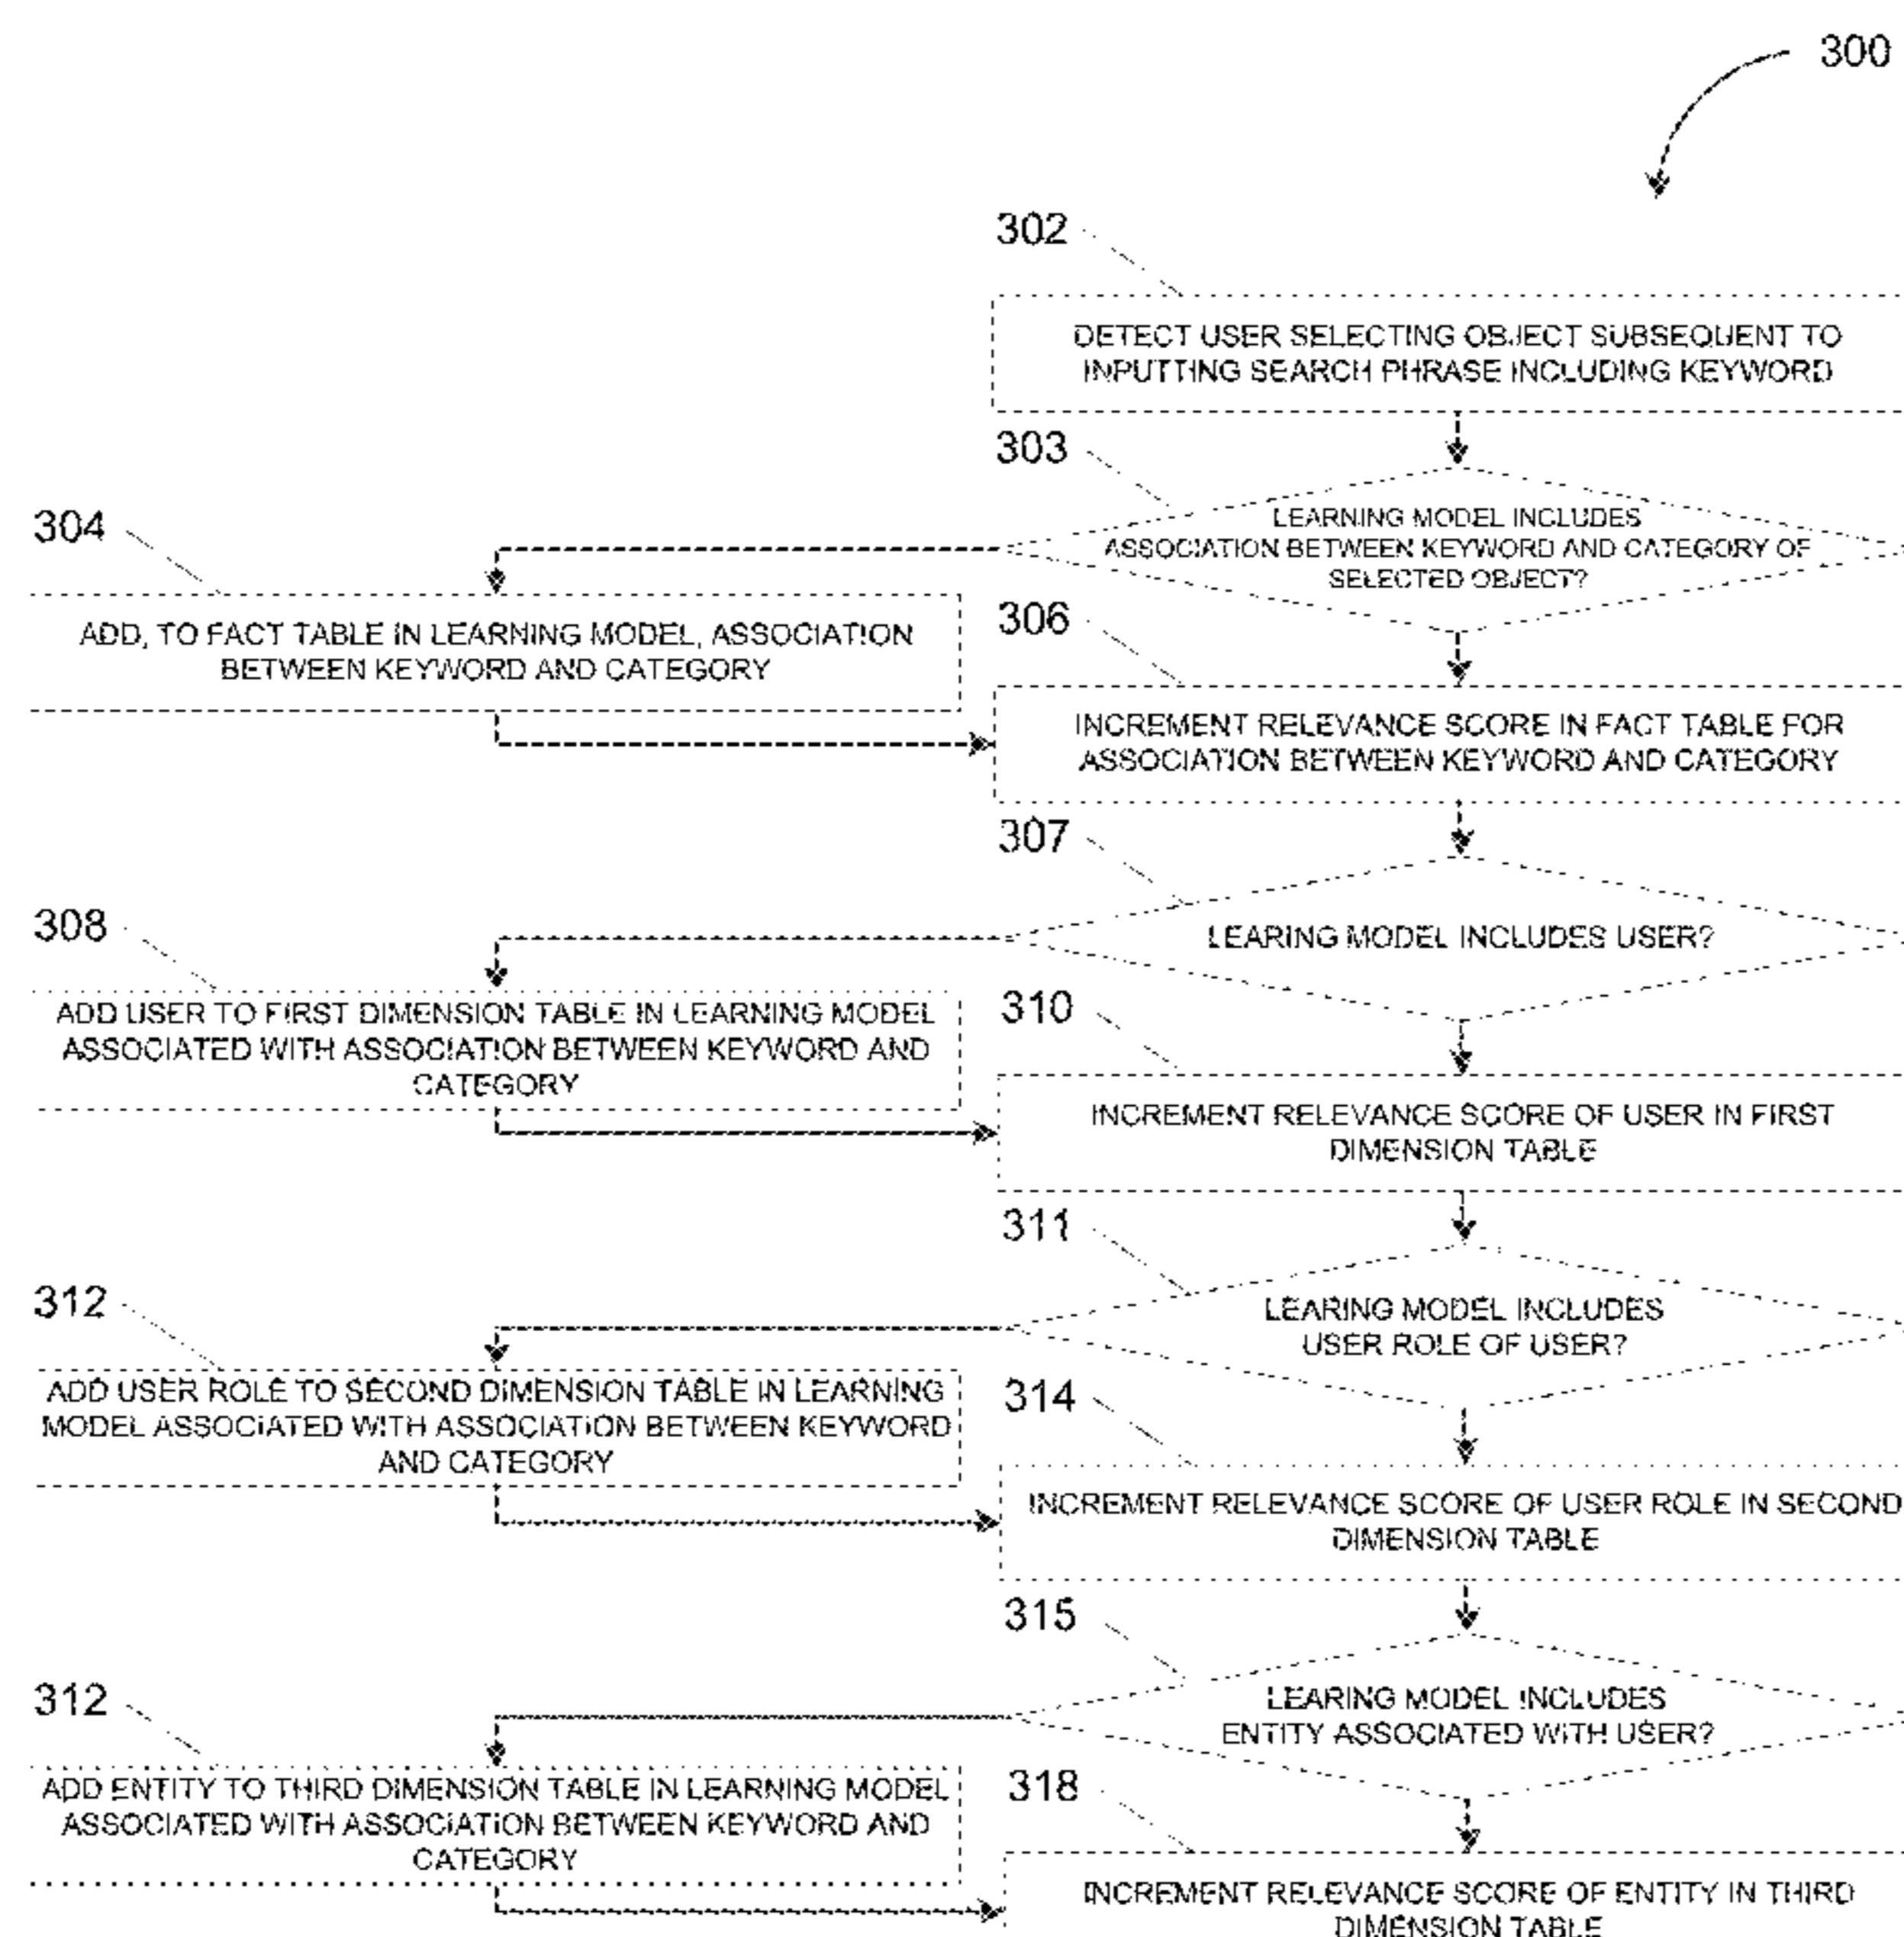 300
302
DETECT USER SELECTING OBJECT SUBSEQUENT TO
INPUTTING SEARCH PHRASE INCLUDING KEYWORD
303
LEARNING MODEL INCLUDES
ASSOCIATION BETWEEN KEYWORD AND CATEGORY OF
SELECTED OBJECT?
304
ADD, TO FACT TABLE IN LEARNING MODEL, ASSOCIATION
BETWEEN KEYWORD AND CATEGORY
306
INCREMENT RELEVANCE SCORE IN FACT TABLE FOR
ASSOCIATION BETWEEN KEYWORD AND CATEGORY
307
LEARING MODEL INCLUDES USER?
308
ADD USER TO FIRST DIMENSION TABLE IN LEARNING MODEL
ASSOCIATED WITH ASSOCIATION BETWEEN KEYWORD AND
CATEGORY
310
INCREMENT RELEVANCE SCORE OF USER IN FIRST
DIMENSION TABLE
311
LEARING MODEL INCLUDES
USER ROLE OF USER?
312
ADD USER ROLE TO SECOND DIMENSION TABLE IN LEARNING
MODEL ASSOCIATED WITH ASSOCIATION BETWEEN KEYWORD
AND CATEGORY
314
INCREMENT RELEVANCE SCORE OF USER ROLE IN SECOND
DIMENSION TABLE
315
LEARING MODEL INCLUDES
ENTITY ASSOCIATED WITH USER?
312
ADD ENTITY TO THIRD DIMENSION TABLE IN LEARNING MODEL
ASSOCIATED WITH ASSOCIATION BETWEEN KEYWORD AND
CATEGORY
318
INCREMENT RELEVANCE SCORE OF ENTITY IN THIRD
DIMENSION TABLE